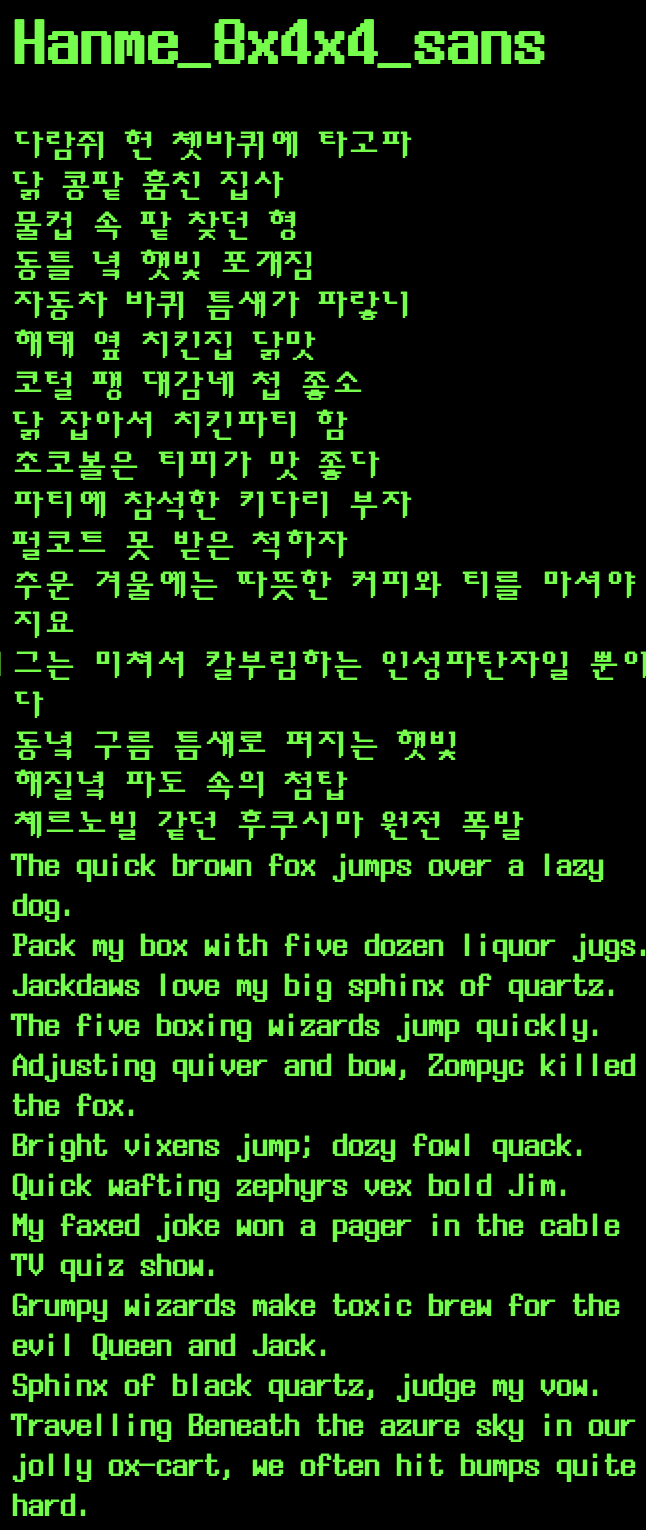 Hanme_8x4x4_sans
다람쥐 헌 쳇바퀴에 타고파
닭 콩팥 훔친 집사
물컵 속 팥 찾던 형
동틀 녘 햇빛 포개짐
자동차 바퀴 틈새가 파랗니
해태 옆 치킨집 닭맛
코털 팽 대감네 첩 좋소
닭 잡아서 치킨파티 함
초코볼은 티피가 맛 좋다
파티에 참석한 키다리 부자
펄코트 못 받은 척하자
추운 겨울에는 따뜻한 커피와 티를 마셔야
지요
그는 미쳐서 칼부림하는 인성파탄자일 뿐이
다
동녘 구름 틈새로 퍼지는 햇빛
해질녘 파도 속의 첨탑
체르노빌 같던 후쿠시마 원전 폭발
The quick brown fox jumps over a lazy
dog.
Pack my box with five dozen liquor jugs.
Jackdaws love my big sphinx of quartz.
The five boxing wizards jump quickly.
Adjusting quiver and bow, Zompyc killed
the fox.
Bright vixens jump; dozy fowl quack.
Quick wafting zephyrs vex bold Jim.
My faxed joke won a pager in the cable
TV quiz show.
Grumpy wizards make toxic brew for the
evil Queen and Jack.
Sphinx of black quartz, judge my vow.
Travelling Beneath the azure sky in our
jolly ox-cart, we often hit bumps quite
hard.